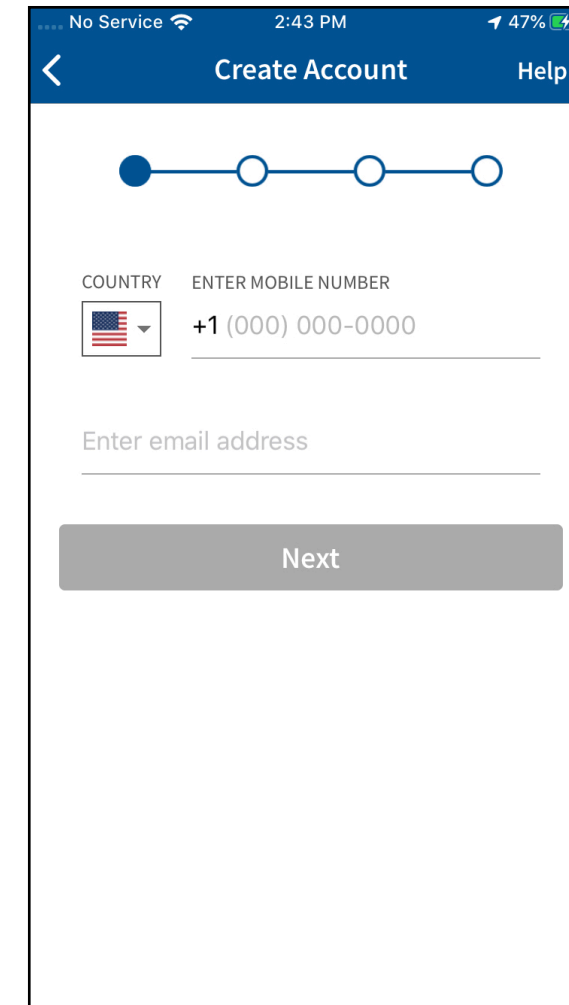 No Service 2:43 PM 47%
Create Account Help
COUNTRY ENTER MOBILE NUMBER
+1 (000) 000-0000
Enter email address
Next